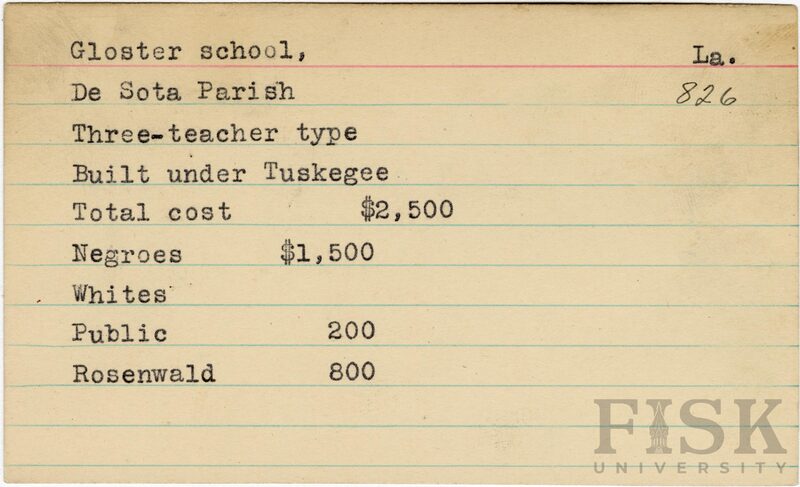 Gloster school, La.
De Sota Parish 826
Three-teacher type
Built under Tuskegee
Total cost $2,500
Negroes $1,500
Whites
Public 200
Rosenwald 800
FISK
UNIVERSITY